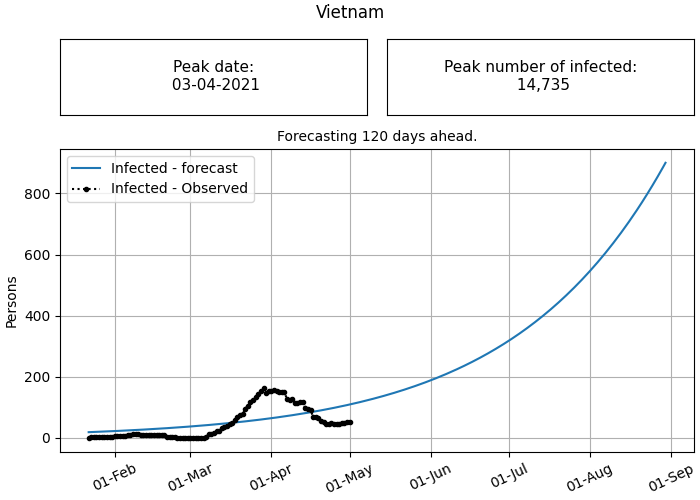 Vietnam
Peak date:
03-04-2021
Peak number of infected:
14,735
Forecasting 120 days ahead.
Infected - forecast
Infected - Observed
Persons
800
600
400
200
0
01-Feb
01-Mar
01-Apr
01-May
01-Jun
01-Jul
01-Aug
01-Sep